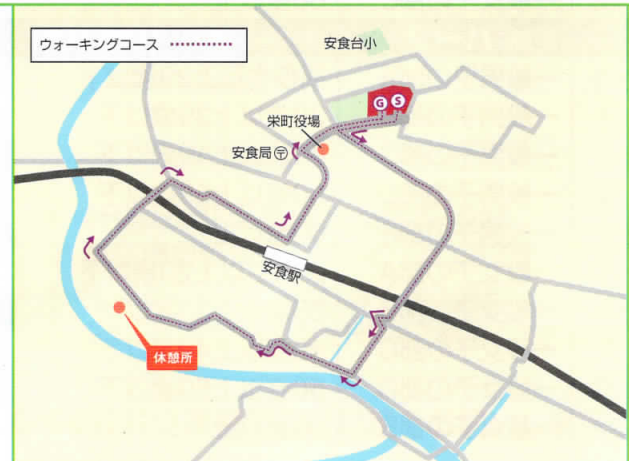 ウォーキングコース
安食台小
G S
栄町役場
安食局〒
安食駅
休憩所